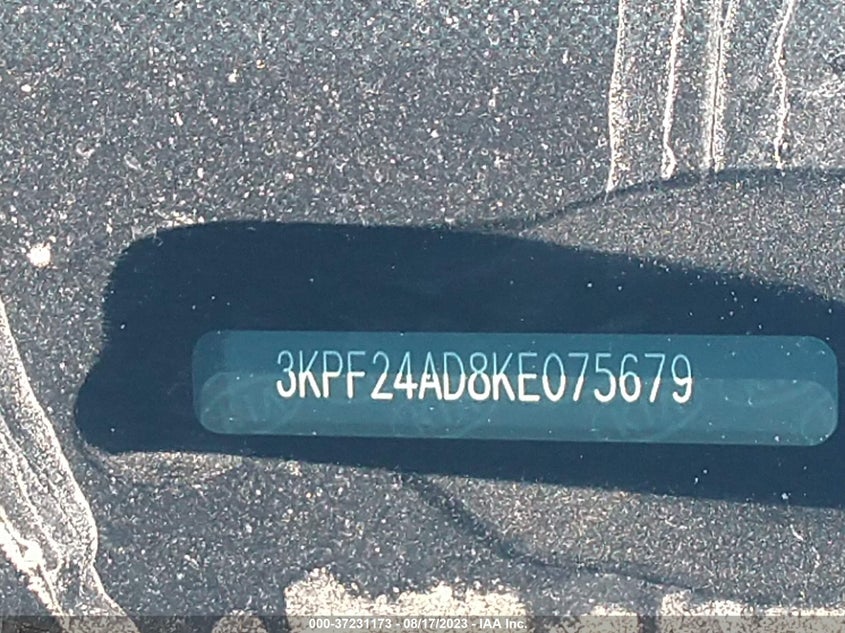 3KPF24AD8KE075679
000-37231173 - 08/17/2023 - IAA Inc.